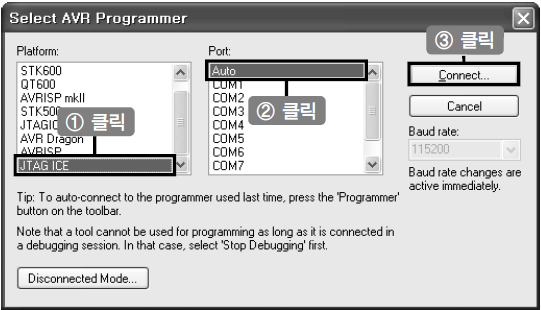 Select AVR Programmer
Platform:
STK600
QT600
AVRISP mkII
AVR Dragon
AVRISP
JTAG ICE
① 클릭
Port:
Auto
COM1
COM2
COM3
COM4
COM5
COM6
COM7
② 클릭
③ 클릭
Connect...
Cancel
Baud rate:
115200
Baud rate changes are
active immediately.
Tip: To auto-connect to the programmer used last time, press the 'Programmer'
button on the toolbar.
Note that a tool cannot be used for programming as long as it is connected in
a debugging session. In that case, select 'Stop Debugging' first.
Disconnected Mode...